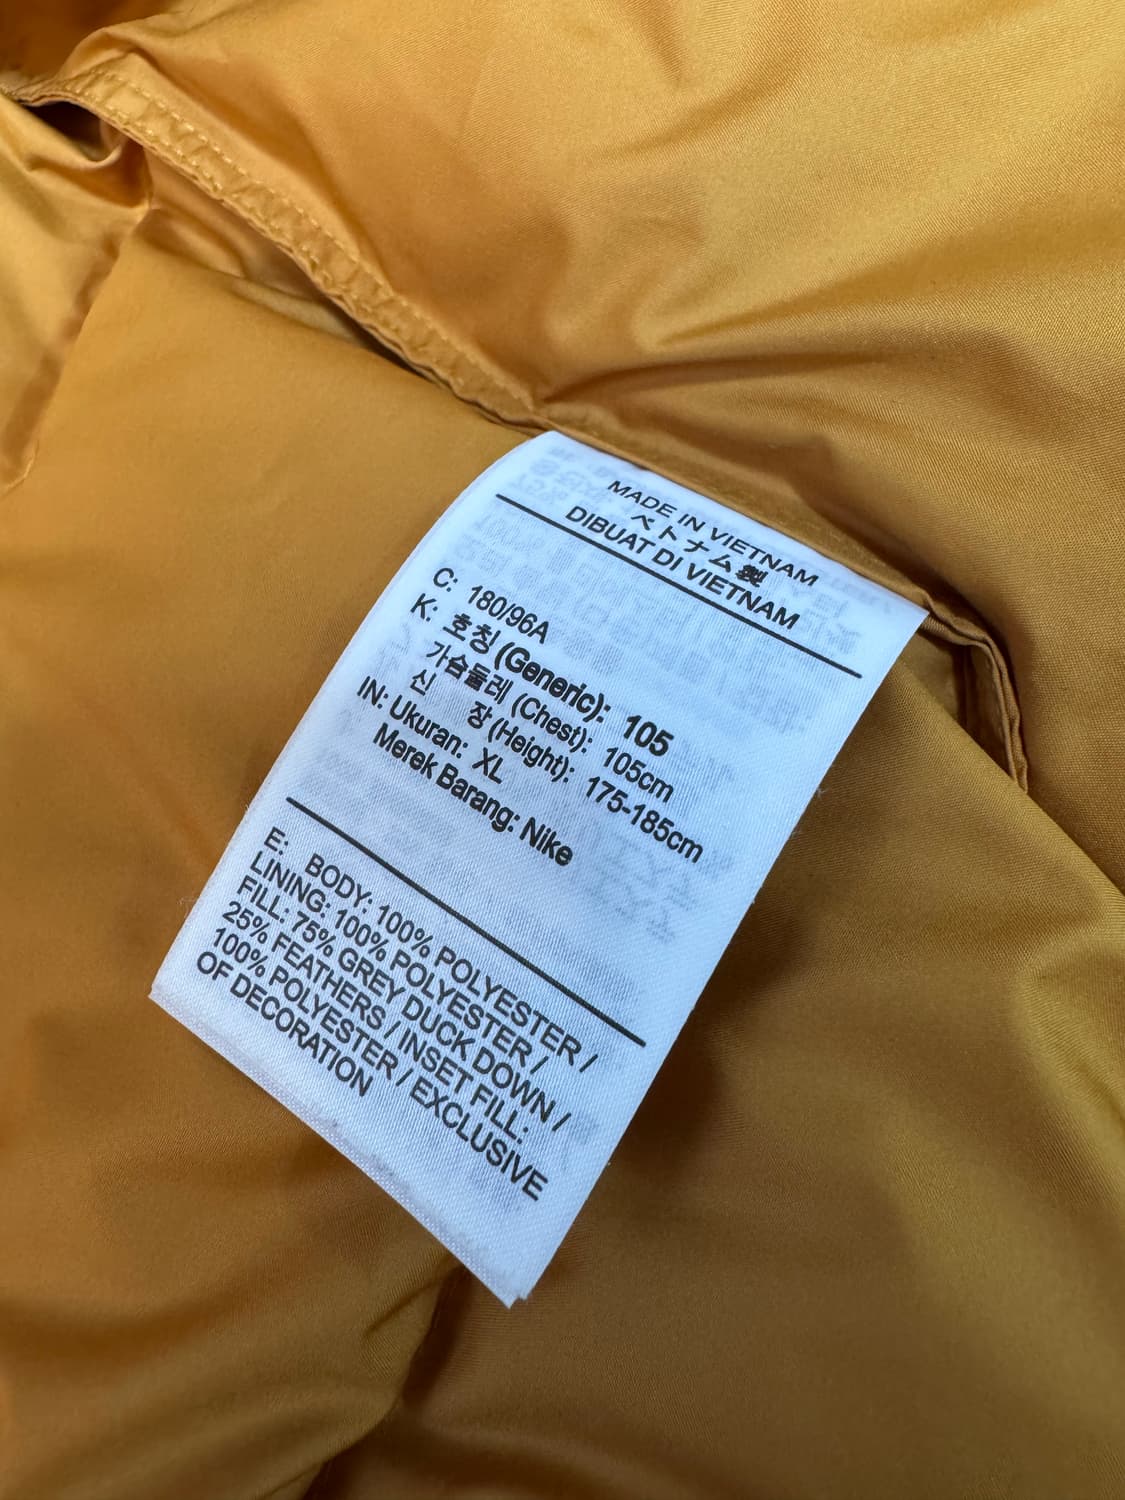 MADE IN VIETNAM
ベトナム製
DIBUAT DI VIETNAM
C: 180/96A
K: 호칭 (Generic): 105
가슴둘레 (Chest): 105cm
신 장 (Height): 175-185cm
IN: Ukuran: XL
Merek Barang: Nike
E: BODY: 100% POLYESTER /
LINING: 100% POLYESTER /
FILL: 75% GREY DUCK DOWN /
25% FEATHERS / INSET FILL:
100% POLYESTER / EXCLUSIVE
OF DECORATION